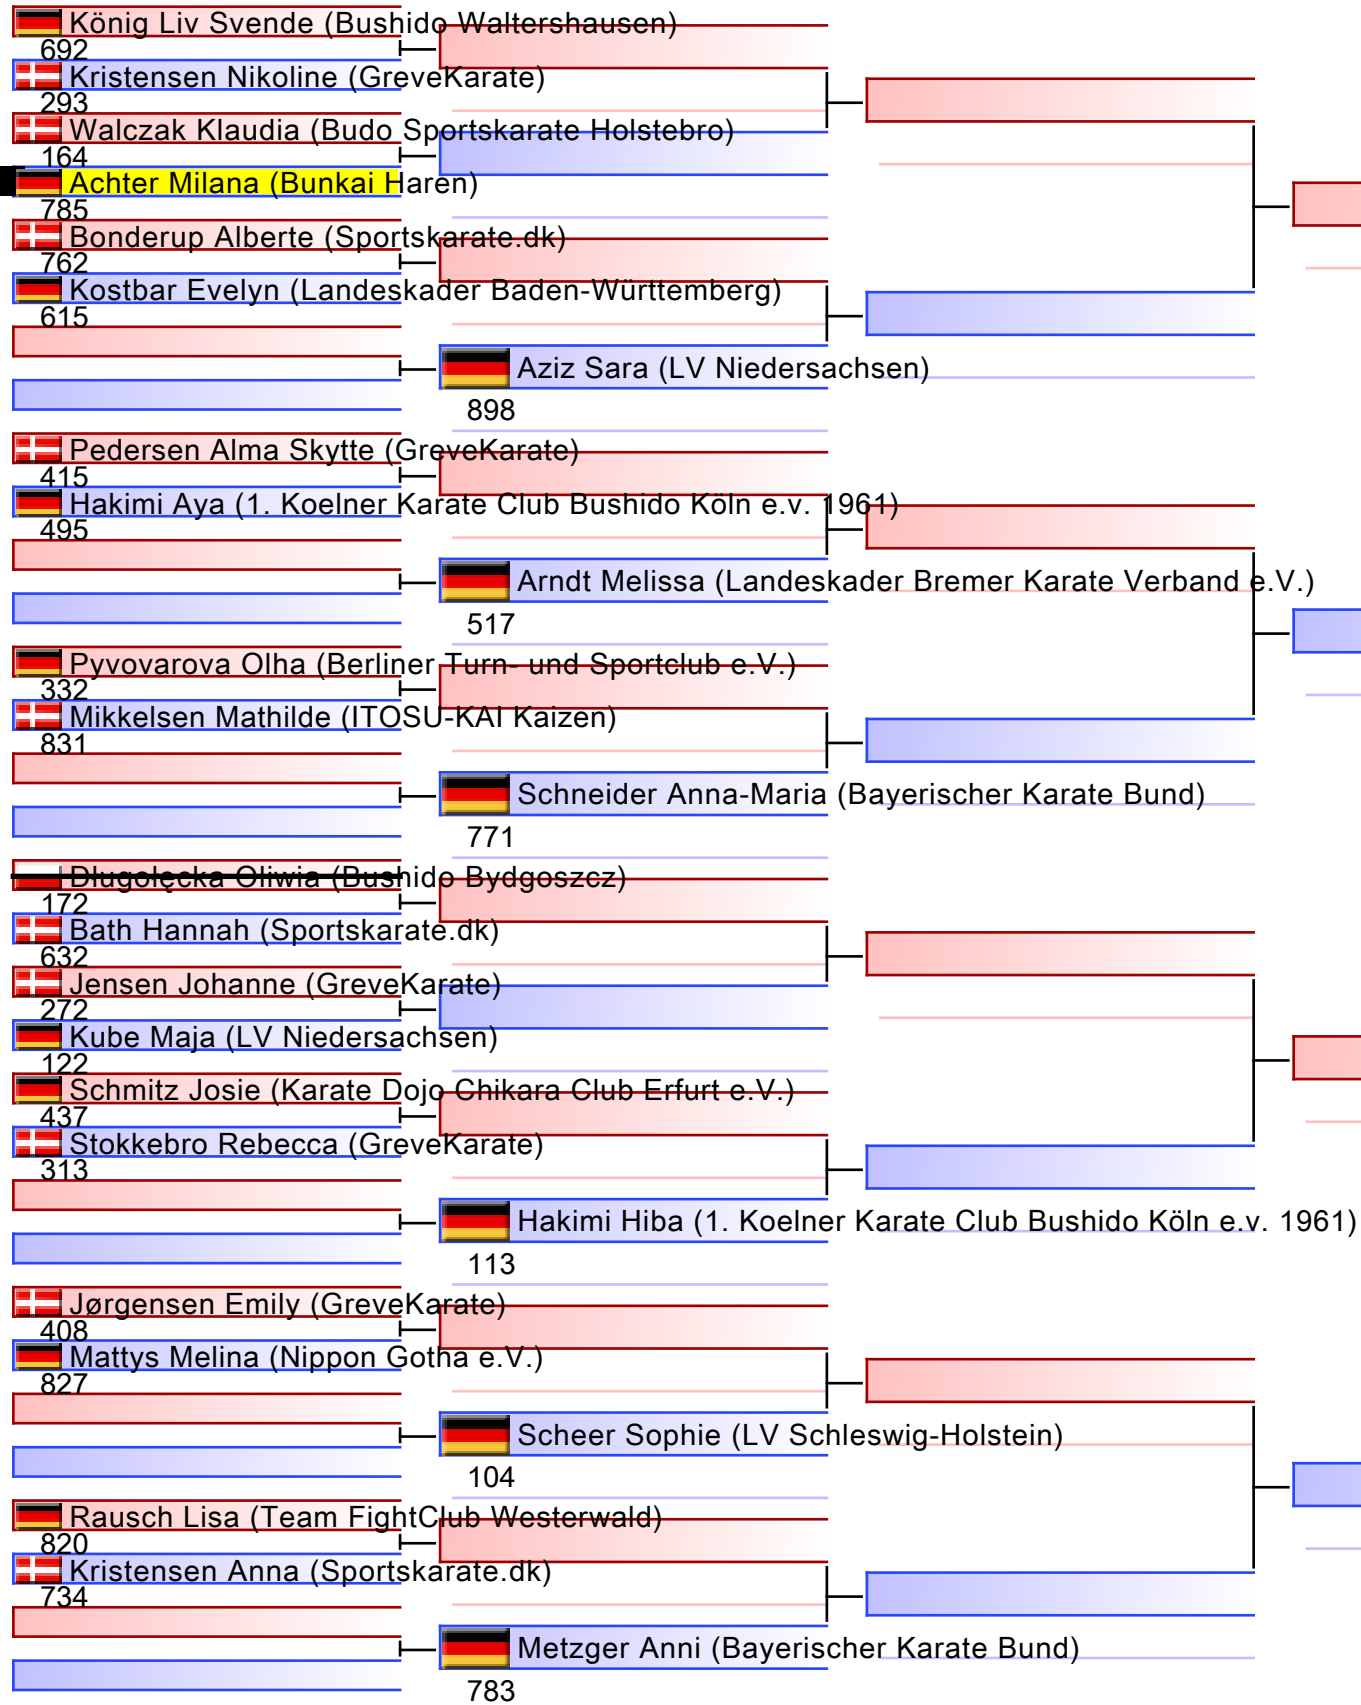 König Liv Svende (Bushido Waltershausen)
692
Kristensen Nikoline (GreveKarate)
293
Walczak Klaudia (Budo Sportskarate Holstebro)
164
Achter Milana (Bunkai Haren)
785
Bonderup Alberte (Sportskarate.dk)
762
Kostbar Evelyn (Landeskader Baden-Württemberg)
615
Aziz Sara (LV Niedersachsen)
898
Pedersen Alma Skytte (GreveKarate)
415
Hakimi Aya (1. Koelner Karate Club Bushido Köln e.v. 1961)
495
Arndt Melissa (Landeskader Bremer Karate Verband e.V.)
517
Pyvovarova Olha (Berliner Turn- und Sportclub e.V.)
332
Mikkelsen Mathilde (ITOSU-KAI Kaizen)
831
Schneider Anna-Maria (Bayerischer Karate Bund)
771
Długołęcka Oliwia (Bushido Bydgoszcz)
172
Bath Hannah (Sportskarate.dk)
632
Jensen Johanne (GreveKarate)
272
Kube Maja (LV Niedersachsen)
122
Schmitz Josie (Karate Dojo Chikara Club Erfurt e.V.)
437
Stokkebro Rebecca (GreveKarate)
313
Hakimi Hiba (1. Koelner Karate Club Bushido Köln e.v. 1961)
113
Jørgensen Emily (GreveKarate)
408
Mattys Melina (Nippon Gotha e.V.)
827
Scheer Sophie (LV Schleswig-Holstein)
104
Rausch Lisa (Team FightClub Westerwald)
820
Kristensen Anna (Sportskarate.dk)
734
Metzger Anni (Bayerischer Karate Bund)
783